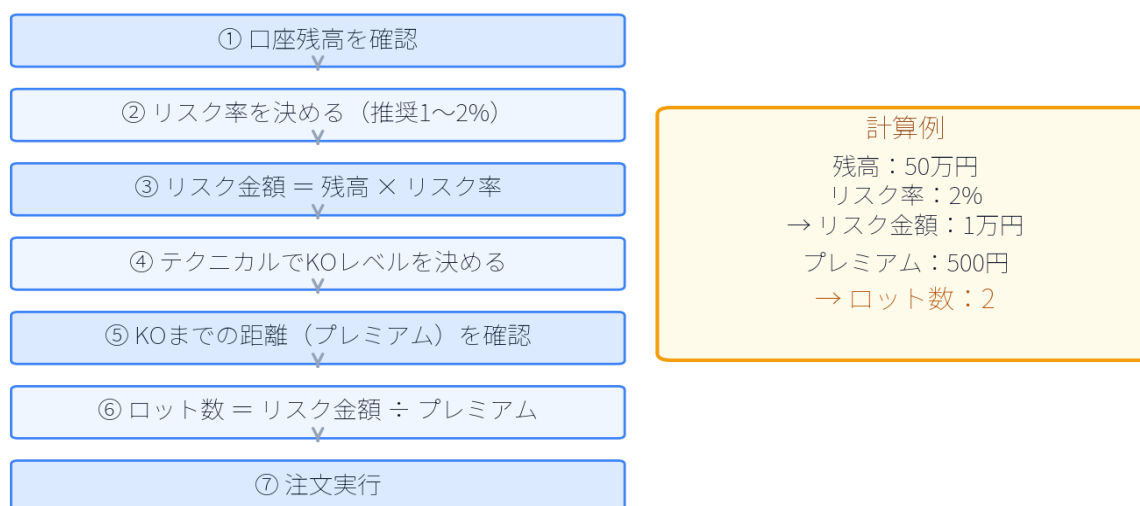 ① 口座残高を確認
② リスク率を決める（推奨1～2%）
③ リスク金額 ＝ 残高 × リスク率
④ テクニカルでKOレベルを決める
⑤ KOまでの距離（プレミアム）を確認
⑥ ロット数 ＝ リスク金額 ÷ プレミアム
⑦ 注文実行
計算例
残高：50万円
リスク率：2%
→ リスク金額：1万円
プレミアム：500円
→ ロット数：2